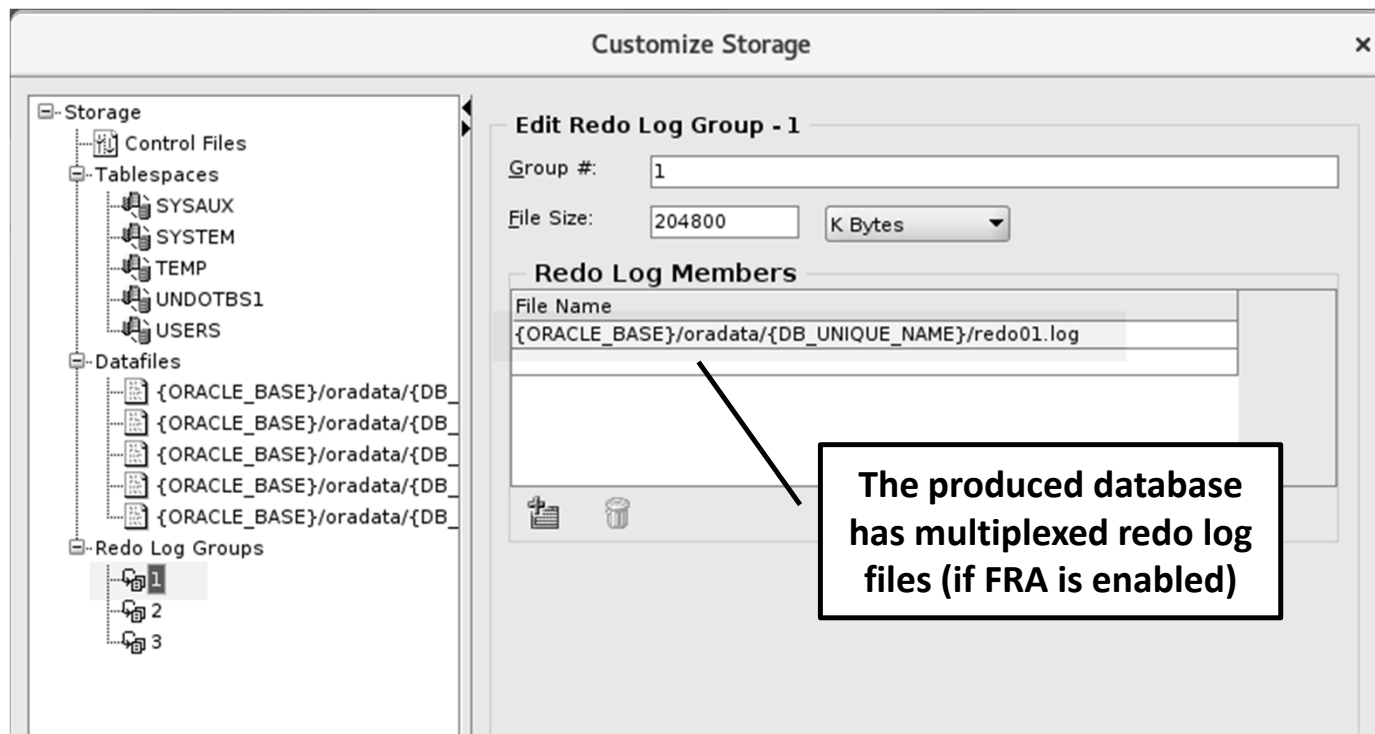 Customize Storage
×
Storage
Control Files
Tablespaces
SYSAUX
SYSTEM
TEMP
UNDOTBS1
USERS
Datafiles
{ORACLE_BASE}/oradata/{DB_
{ORACLE_BASE}/oradata/{DB_
{ORACLE_BASE}/oradata/{DB_
{ORACLE_BASE}/oradata/{DB_
{ORACLE_BASE}/oradata/{DB_
Redo Log Groups
1
2
3
Edit Redo Log Group - 1
Group #: 1
File Size: 204800 K Bytes
Redo Log Members
File Name
{ORACLE_BASE}/oradata/{DB_UNIQUE_NAME}/redo01.log
The produced database
has multiplexed redo log
files (if FRA is enabled)